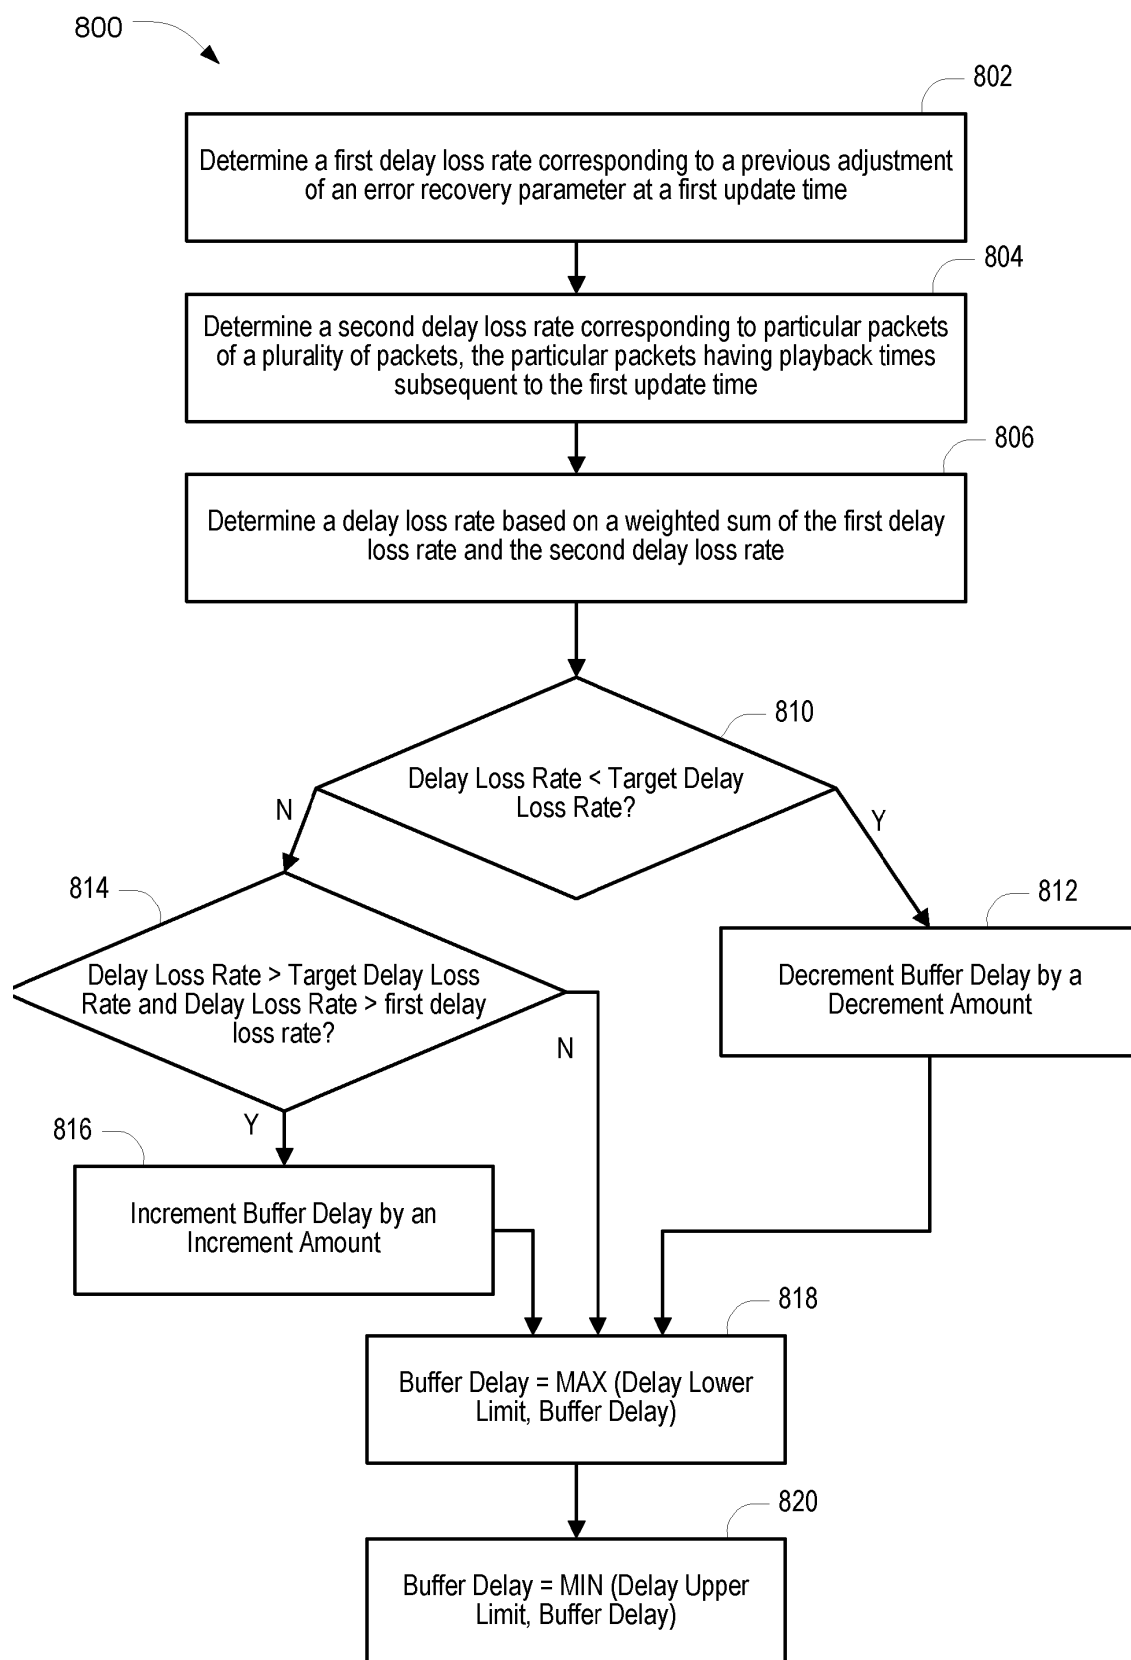 800
802
Determine a first delay loss rate corresponding to a previous adjustment
of an error recovery parameter at a first update time
804
Determine a second delay loss rate corresponding to particular packets
of a plurality of packets, the particular packets having playback times
subsequent to the first update time
806
Determine a delay loss rate based on a weighted sum of the first delay
loss rate and the second delay loss rate
810
Delay Loss Rate < Target Delay
Loss Rate?
N
Y
814
Delay Loss Rate > Target Delay Loss
Rate and Delay Loss Rate > first delay
loss rate?
812
Decrement Buffer Delay by a
Decrement Amount
N
Y
816
Increment Buffer Delay by an
Increment Amount
818
Buffer Delay = MAX (Delay Lower
Limit, Buffer Delay)
820
Buffer Delay = MIN (Delay Upper
Limit, Buffer Delay)